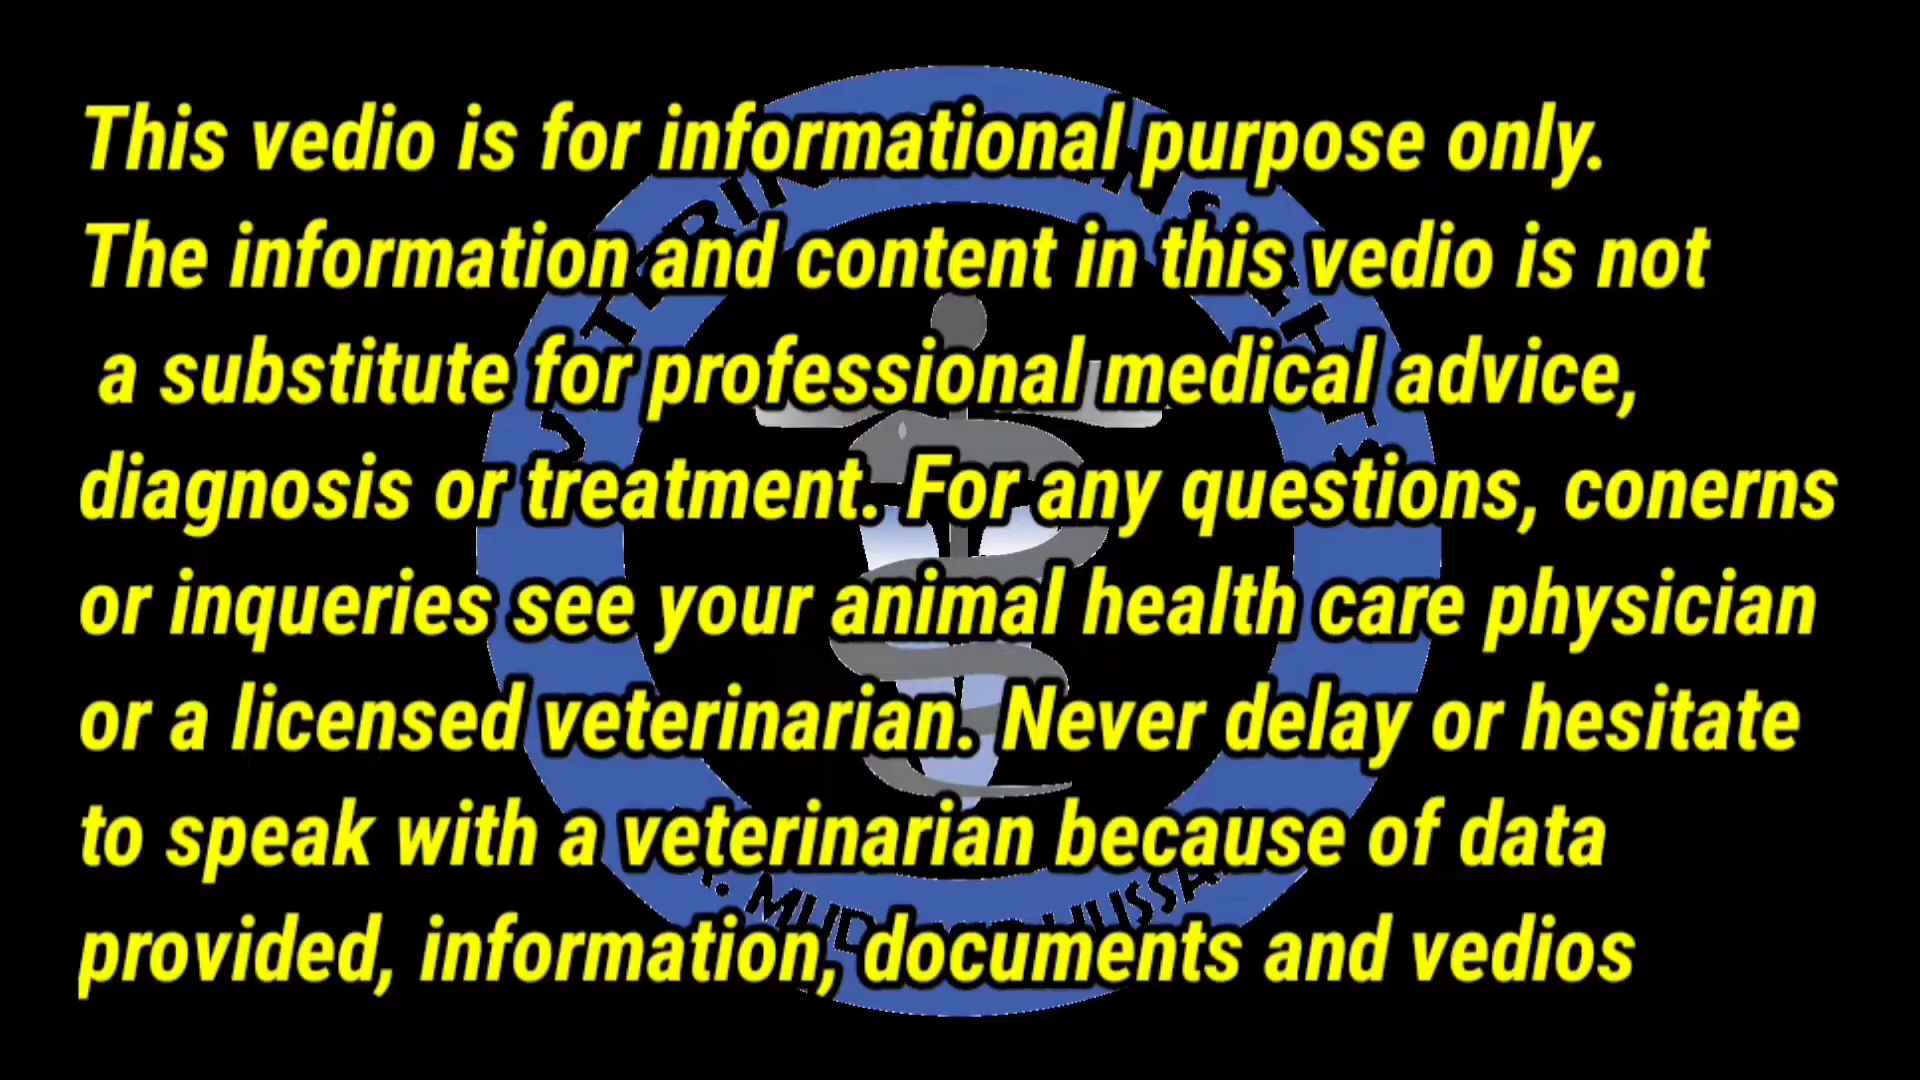 This vedio is for informational purpose only.
The information and content in this vedio is not
a substitute for professional medical advice,
diagnosis or treatment. For any questions, conerns
or inqueries see your animal health care physician
or a licensed veterinarian. Never delay or hesitate
to speak with a veterinarian because of data
provided, information, documents and vedios